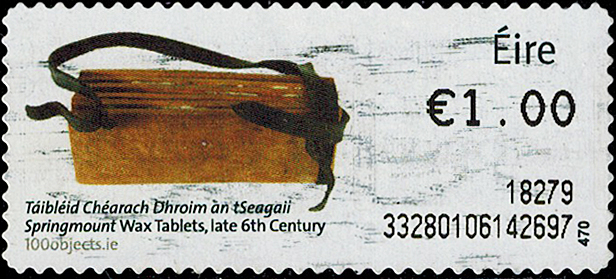 Éire
€1.00
18279
33280106142697
470
Táibléid Chéarach Dhroim an tSeagail
Springmount Wax Tablets, late 6th Century
100objects.ie